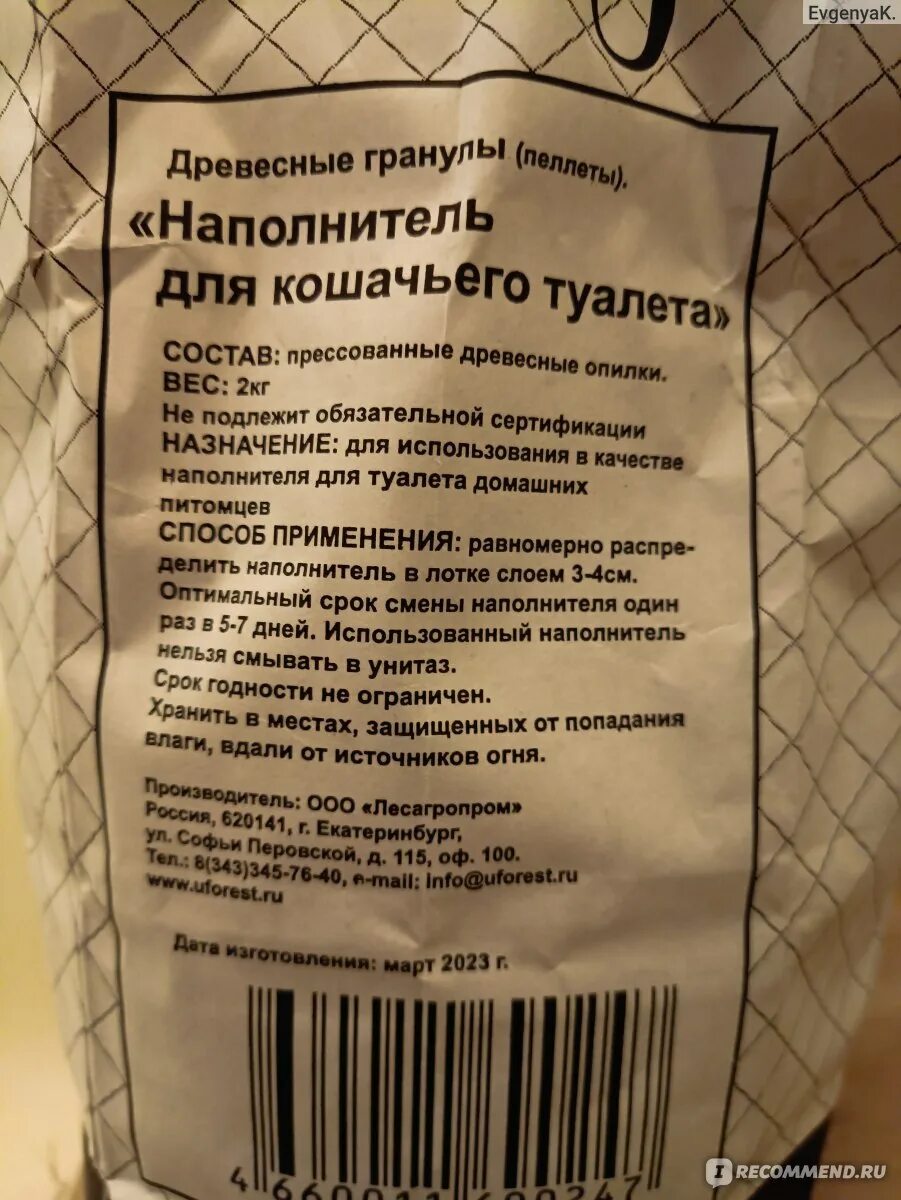 EvgenyaK.
Древесные гранулы (пеллеты).
«Наполнитель
для кошачьего туалета»
СОСТАВ: прессованные древесные опилки.
ВЕС: 2кг
Не подлежит обязательной сертификации
НАЗНАЧЕНИЕ: для использования в качестве
наполнителя для туалета домашних
питомцев
СПОСОБ ПРИМЕНЕНИЯ: равномерно распре-
делить наполнитель в лотке слоем 3-4см.
Оптимальный срок смены наполнителя один
раз в 5-7 дней. Использованный наполнитель
нельзя смывать в унитаз.
Срок годности не ограничен.
Хранить в местах, защищенных от попадания
влаги, вдали от источников огня.
Производитель: ООО «Лесагропром»
Россия, 620141, г. Екатеринбург,
ул. Софьи Перовской, д. 115, оф. 100.
Тел.: 8(343)345-76-40, e-mail: info@uforest.ru
www.uforest.ru
Дата изготовления: март 2023 г.
IRECOMMEND.RU